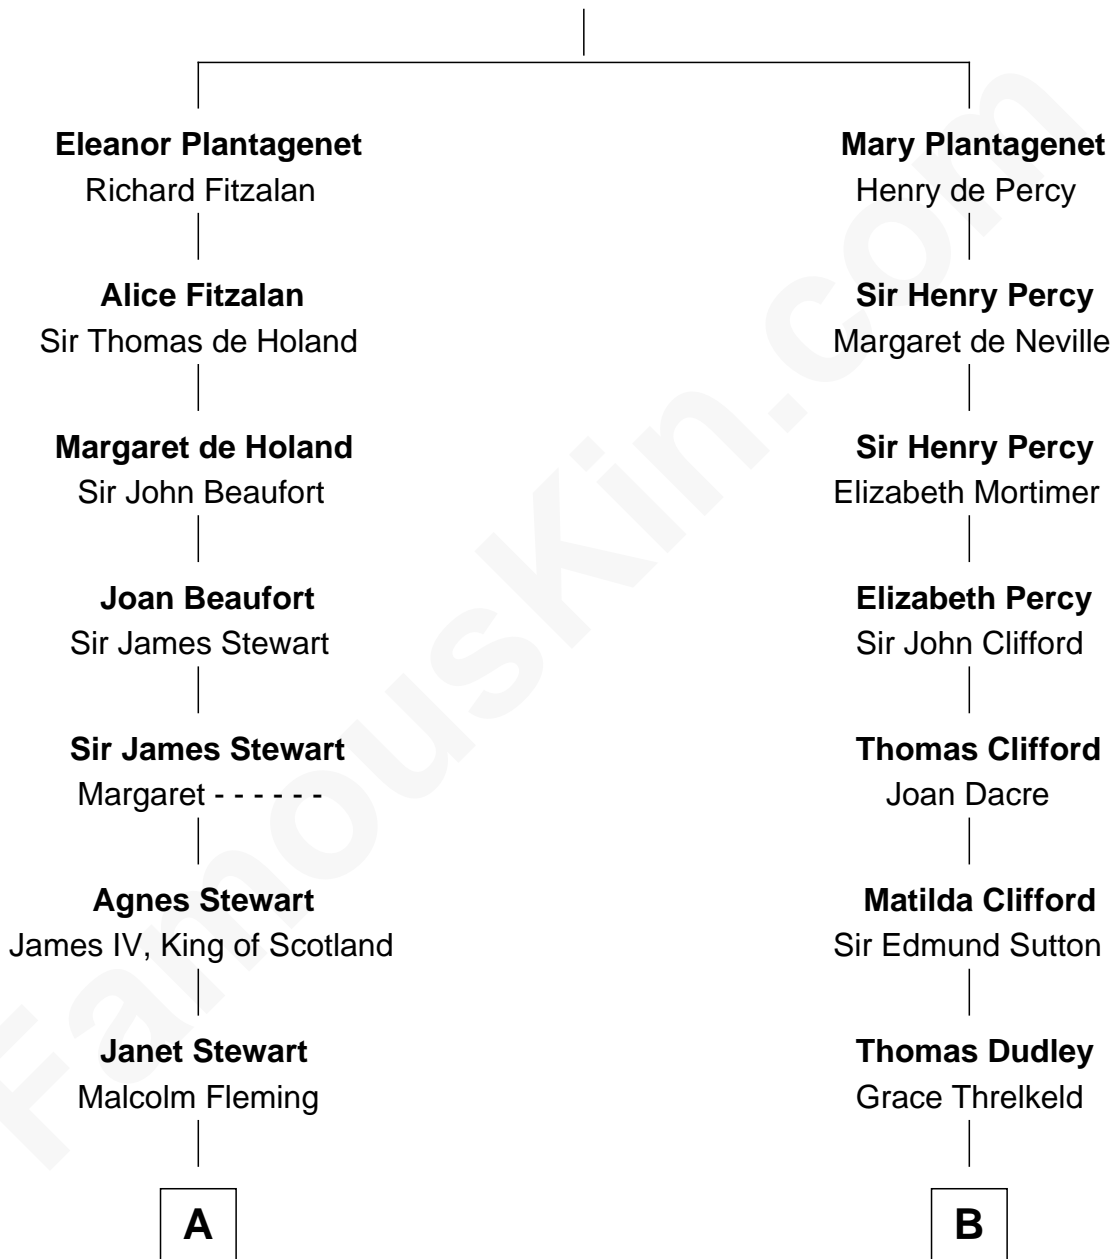 Eleanor Plantagenet
Richard Fitzalan
Alice Fitzalan
Sir Thomas de Holand
Margaret de Holand
Sir John Beaufort
Joan Beaufort
Sir James Stewart
Sir James Stewart
Margaret - - - - - -
Agnes Stewart
James IV, King of Scotland
Janet Stewart
Malcolm Fleming
A
Mary Plantagenet
Henry de Percy
Sir Henry Percy
Margaret de Neville
Sir Henry Percy
Elizabeth Mortimer
Elizabeth Percy
Sir John Clifford
Thomas Clifford
Joan Dacre
Matilda Clifford
Sir Edmund Sutton
Thomas Dudley
Grace Threlkeld
B
FamousKin.com